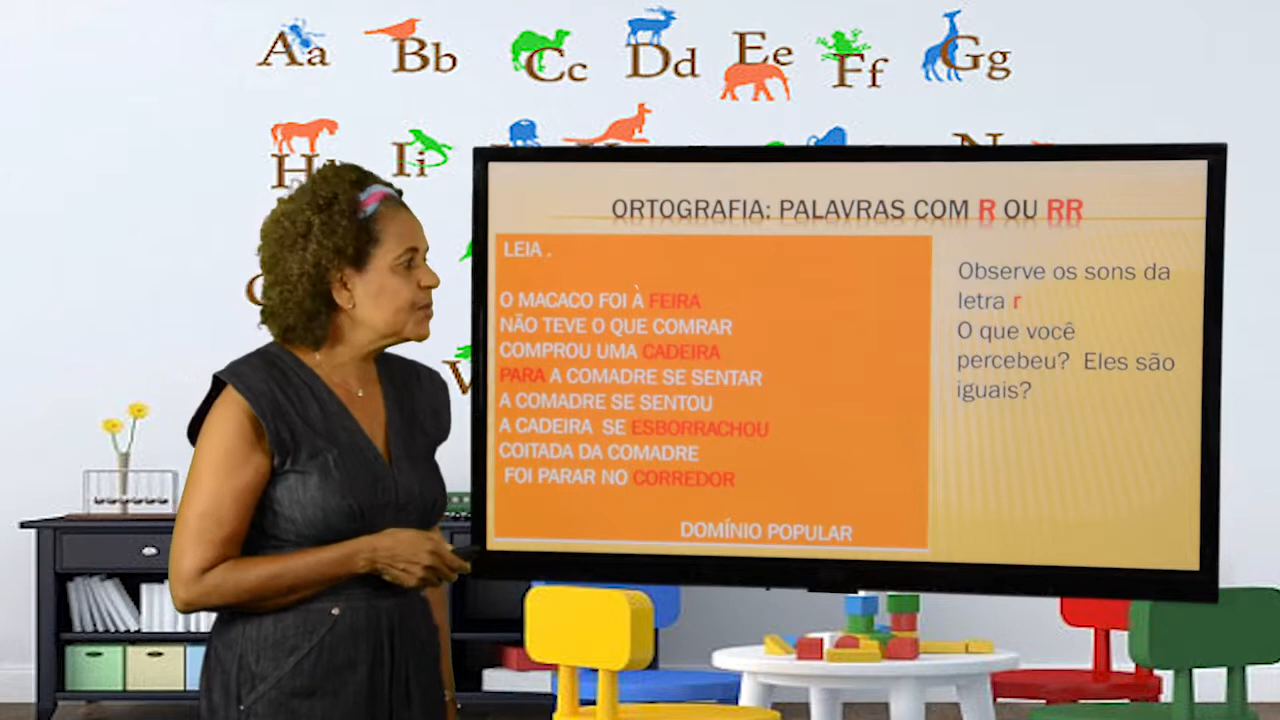 Aa Bb Cc Dd Ee Ff Gg
Ii
ORTOGRAFIA: PALAVRAS COM R OU RR
LEIA .
O MACACO FOI À FEIRA
NÃO TEVE O QUE COMRAR
COMPROU UMA CADEIRA
PARA A COMADRE SE SENTAR
A COMADRE SE SENTOU
A CADEIRA SE ESBORRACHOU
COITADA DA COMADRE
FOI PARAR NO CORREDOR
DOMÍNIO POPULAR
Observe os sons da
letra r
O que você
percebeu? Eles são
iguais?